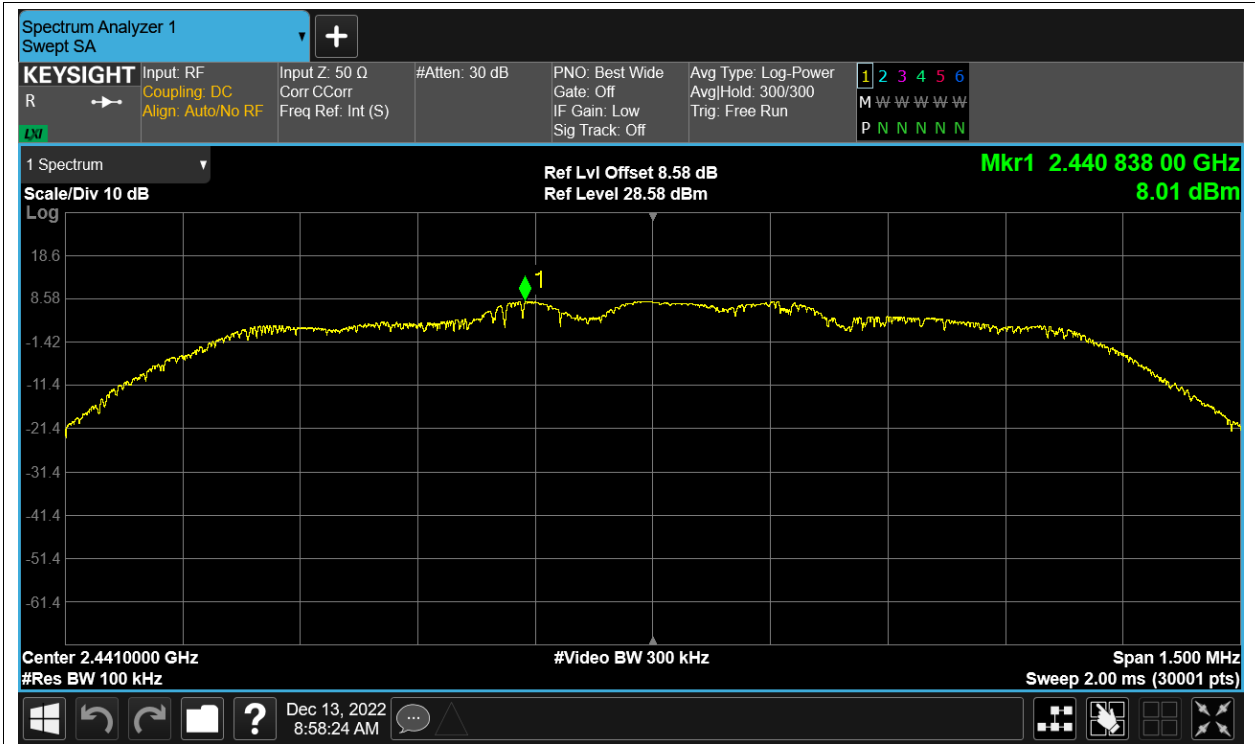 Spectrum Analyzer 1
Swept SA
KEYSIGHT
R
LXI
Input: RF
Coupling: DC
Align: Auto/No RF
Input Z: 50 Ω
Corr CCorr
Freq Ref: Int (S)
#Atten: 30 dB
PNO: Best Wide
Gate: Off
IF Gain: Low
Sig Track: Off
Avg Type: Log-Power
Avg|Hold: 300/300
Trig: Free Run
1 2 3 4 5 6
M W W W W W
P N N N N N
1 Spectrum
Scale/Div 10 dB
Log
Ref Lvl Offset 8.58 dB
Ref Level 28.58 dBm
Mkr1 2.440 838 00 GHz
8.01 dBm
18.6
8.58
-1.42
-11.4
-21.4
-31.4
-41.4
-51.4
-61.4
1
Center 2.4410000 GHz
#Res BW 100 kHz
#Video BW 300 kHz
Span 1.500 MHz
Sweep 2.00 ms (30001 pts)
?
Dec 13, 2022
8:58:24 AM